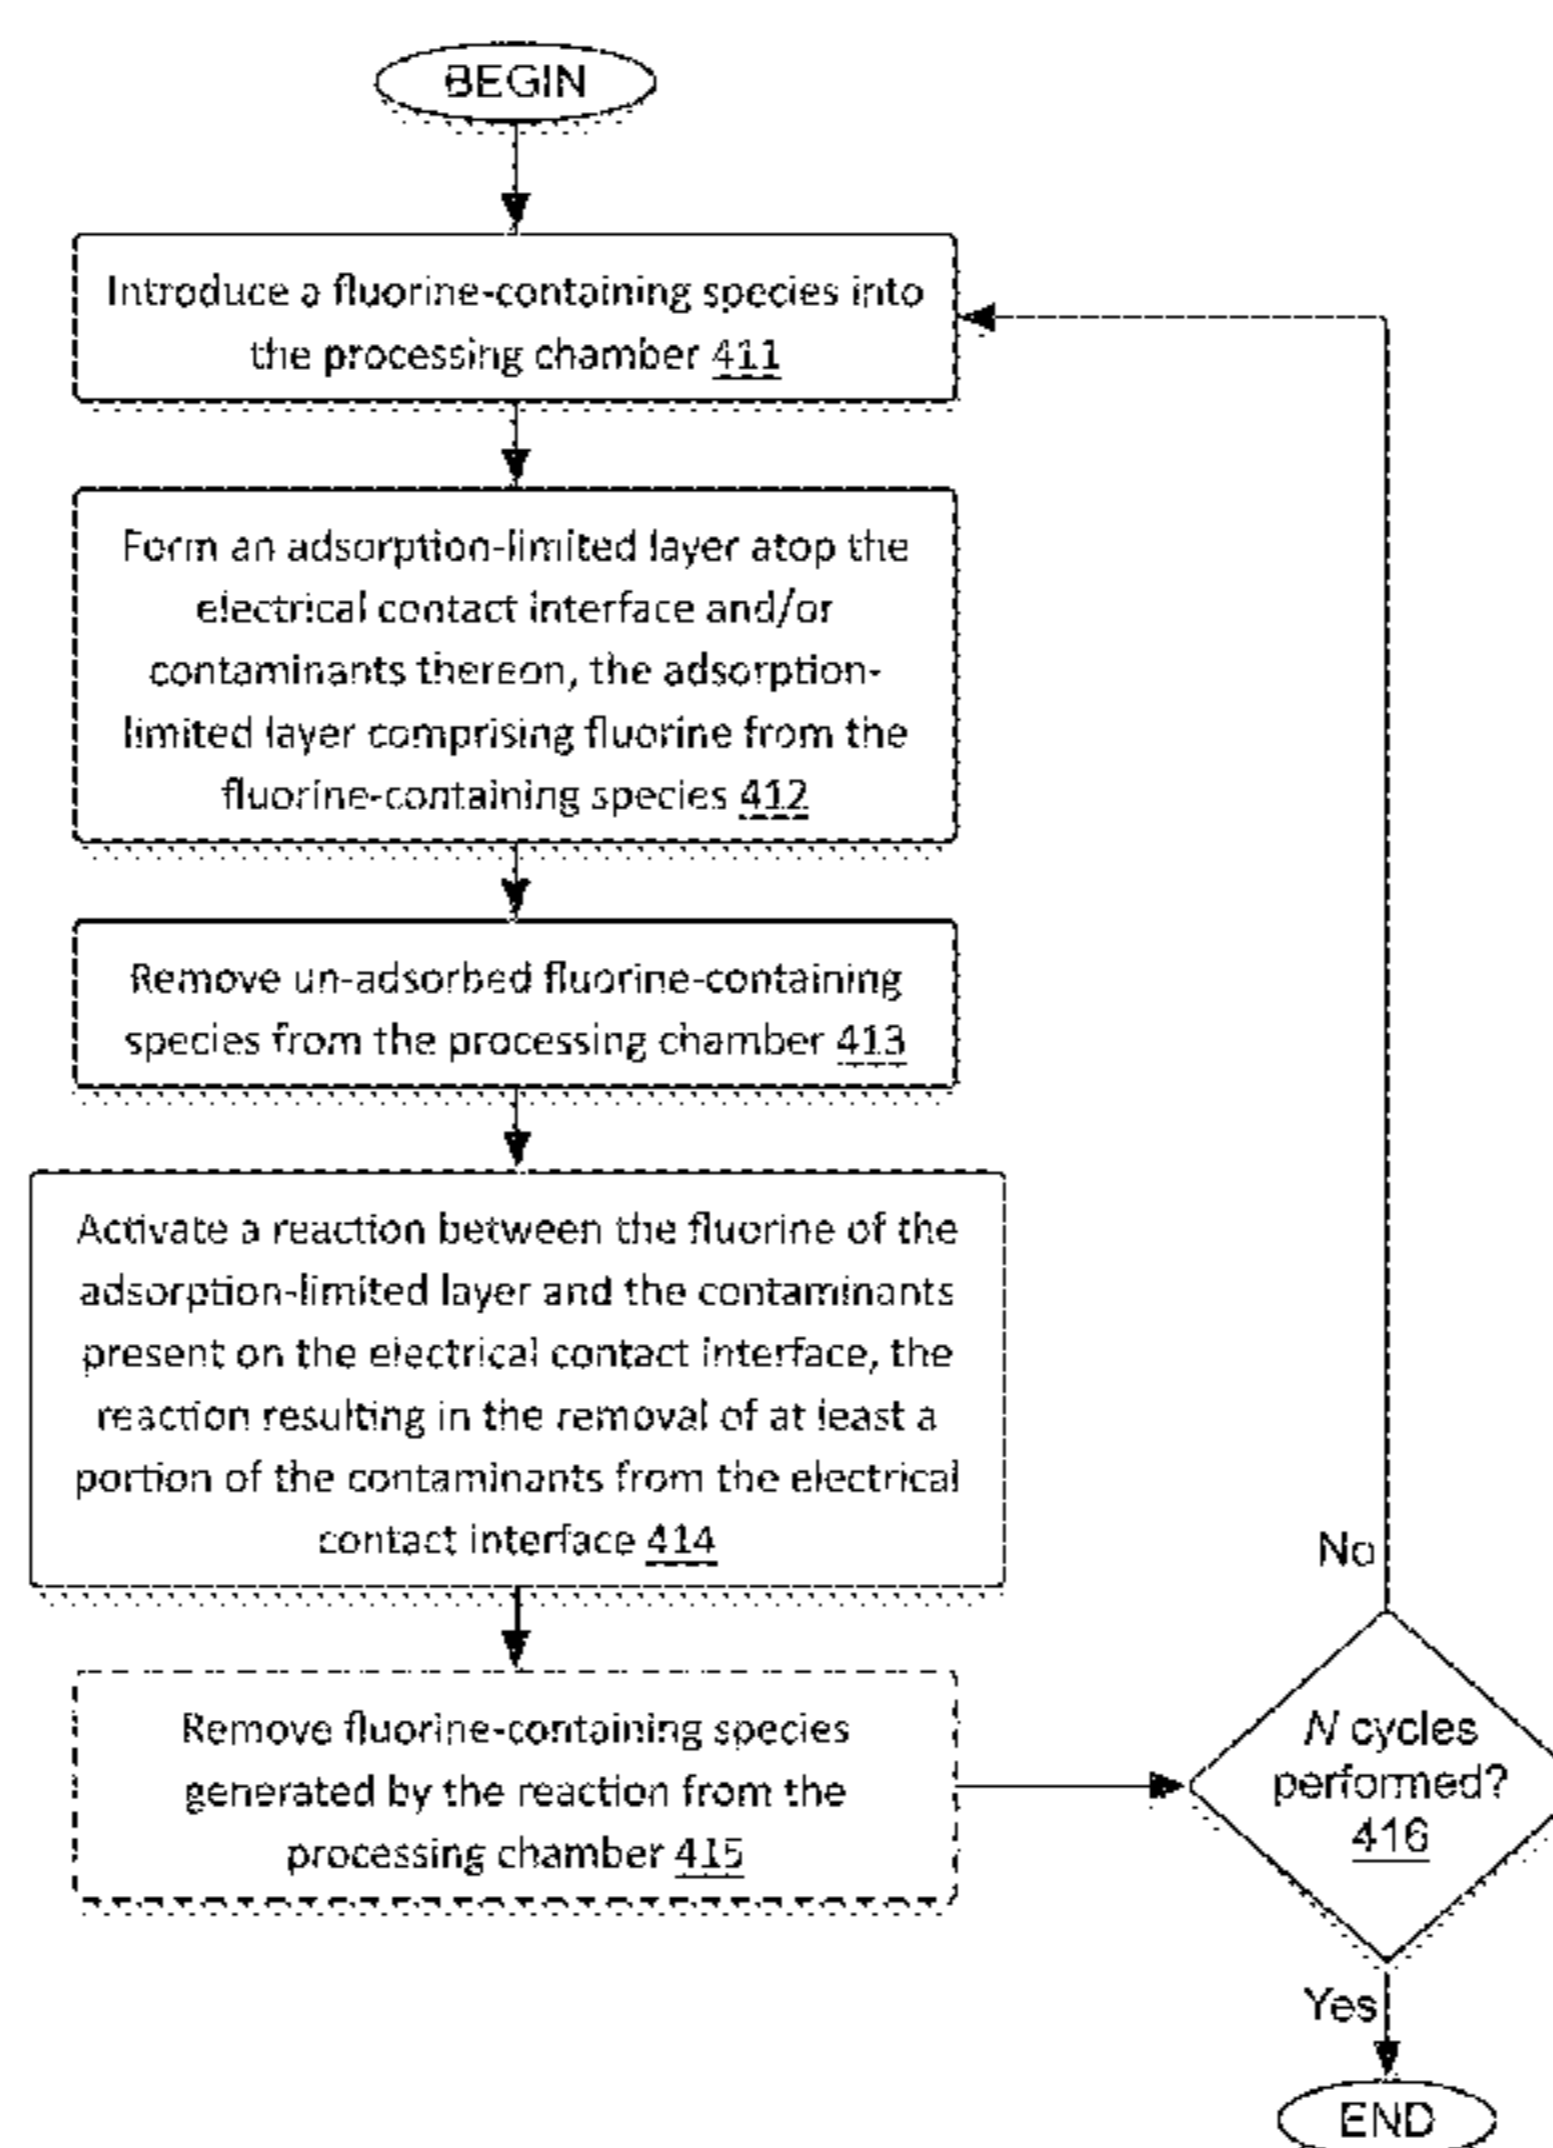 BEGIN
Introduce a fluorine-containing species into
the processing chamber 411
Form an adsorption-limited layer atop the
electrical contact interface and/or
contaminants thereon, the adsorption-
limited layer comprising fluorine from the
fluorine-containing species 412
Remove un-adsorbed fluorine-containing
species from the processing chamber 413
Activate a reaction between the fluorine of the
adsorption-limited layer and the contaminants
present on the electrical contact interface, the
reaction resulting in the removal of at least a
portion of the contaminants from the electrical
contact interface 414
Remove fluorine-containing species
generated by the reaction from the
processing chamber 415
No
N cycles
performed?
416
Yes
END